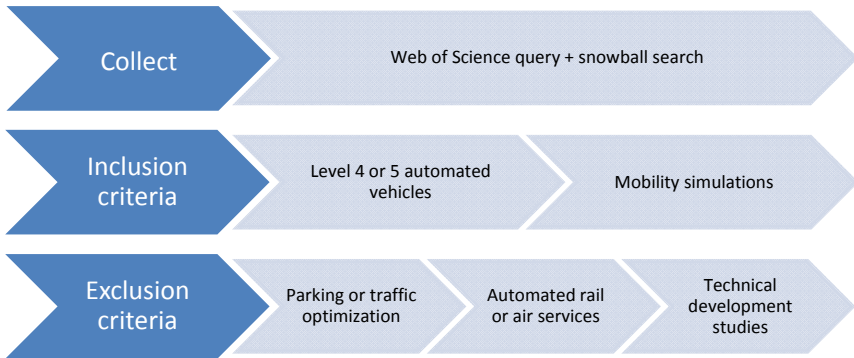 Collect
Web of Science query + snowball search
Inclusion
criteria
Level 4 or 5 automated
vehicles
Mobility simulations
Exclusion
criteria
Parking or traffic
optimization
Automated rail
or air services
Technical
development
studies